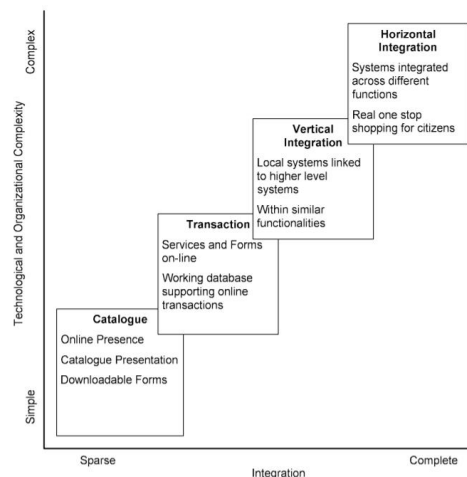 Complex
Technological and Organizational Complexity
Simple
Horizontal
Integration
Systems integrated
across different
functions
Real one stop
shopping for citizens
Vertical
Integration
Local systems linked
to higher level
systems
Within similar
functionalities
Transaction
Services and Forms
on-line
Working database
supporting online
transactions
Catalogue
Online Presence
Catalogue Presentation
Downloadable Forms
Sparse
Complete
Integration